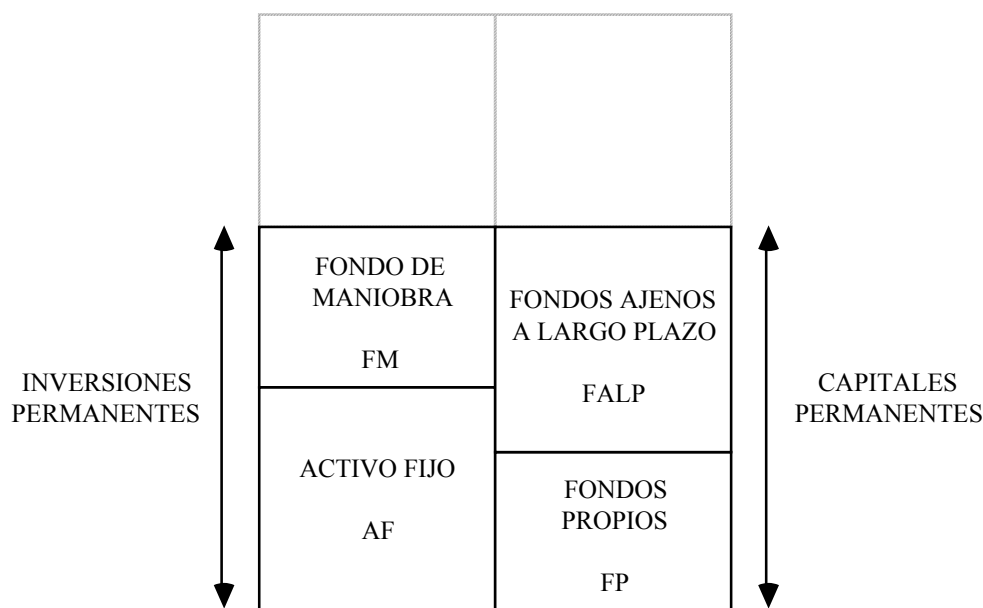 FONDO DE
MANIOBRA
FM
FONDOS AJENOS
A LARGO PLAZO
FALP
INVERSIONES
PERMANENTES
CAPITALES
PERMANENTES
ACTIVO FIJO
AF
FONDOS
PROPIOS
FP